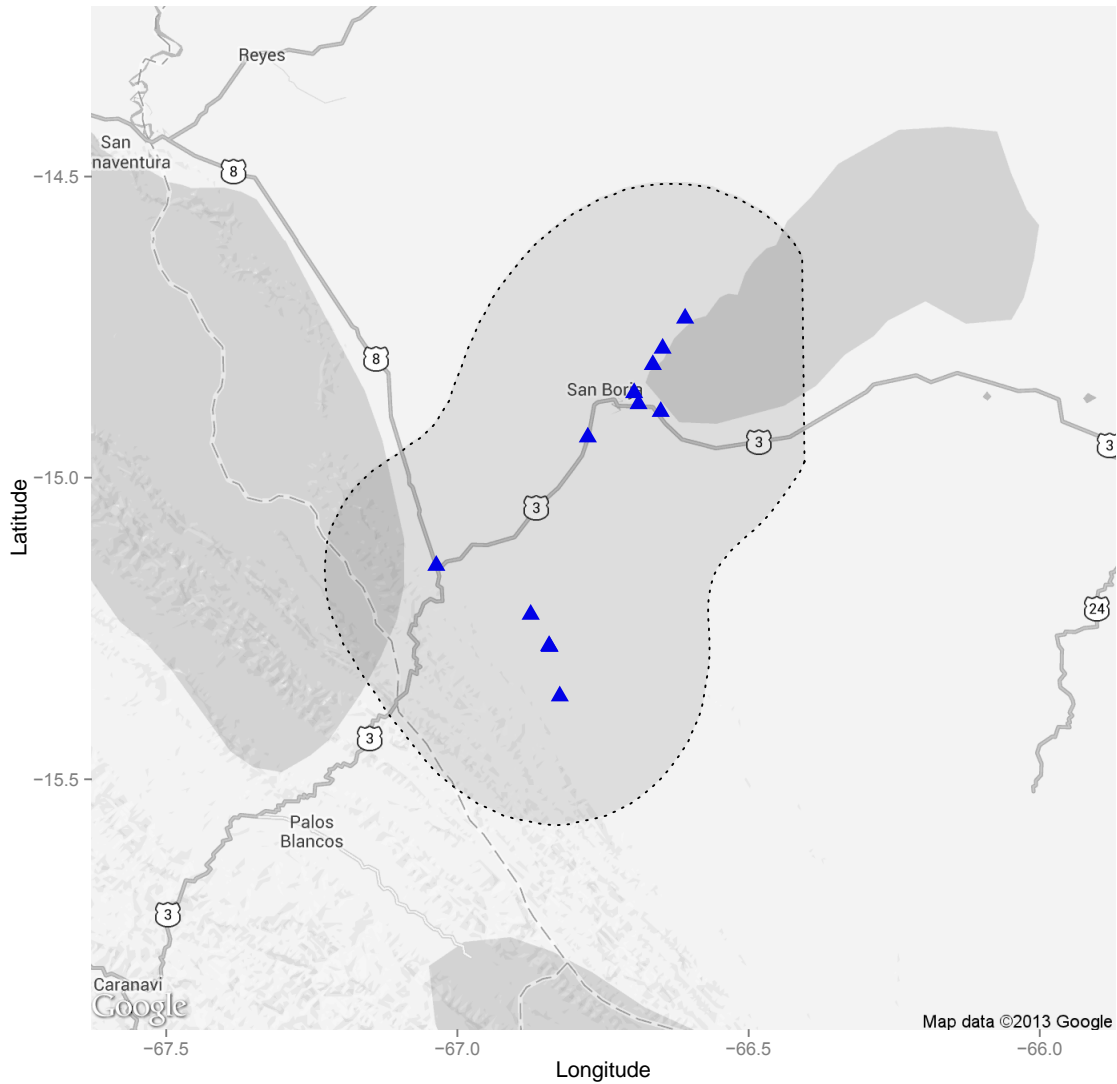 Reyes
San
naventura
8
−14.5
8
San Borja
3
3
3
−15.0
Latitude
24
3
−15.5
Palos
Blancos
3
Caranavi
Google
Map data ©2013 Google
−67.5
−67.0
−66.5
−66.0
Longitude